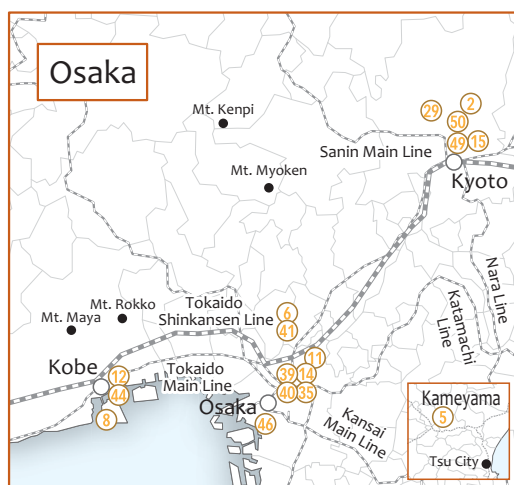 Osaka
Mt. Kenpi
2
29
50
49
15
Sanin Main Line
Kyoto
Mt. Myoken
Nara Line
Katamachi
Line
Tokaido
Shinkansen Line
6
41
Mt. Rokko
Mt. Maya
11
Kobe
12
44
8
Tokaido
Main Line
39
14
40
35
Osaka
46
Kansai
Main Line
Kameyama
5
Tsu City